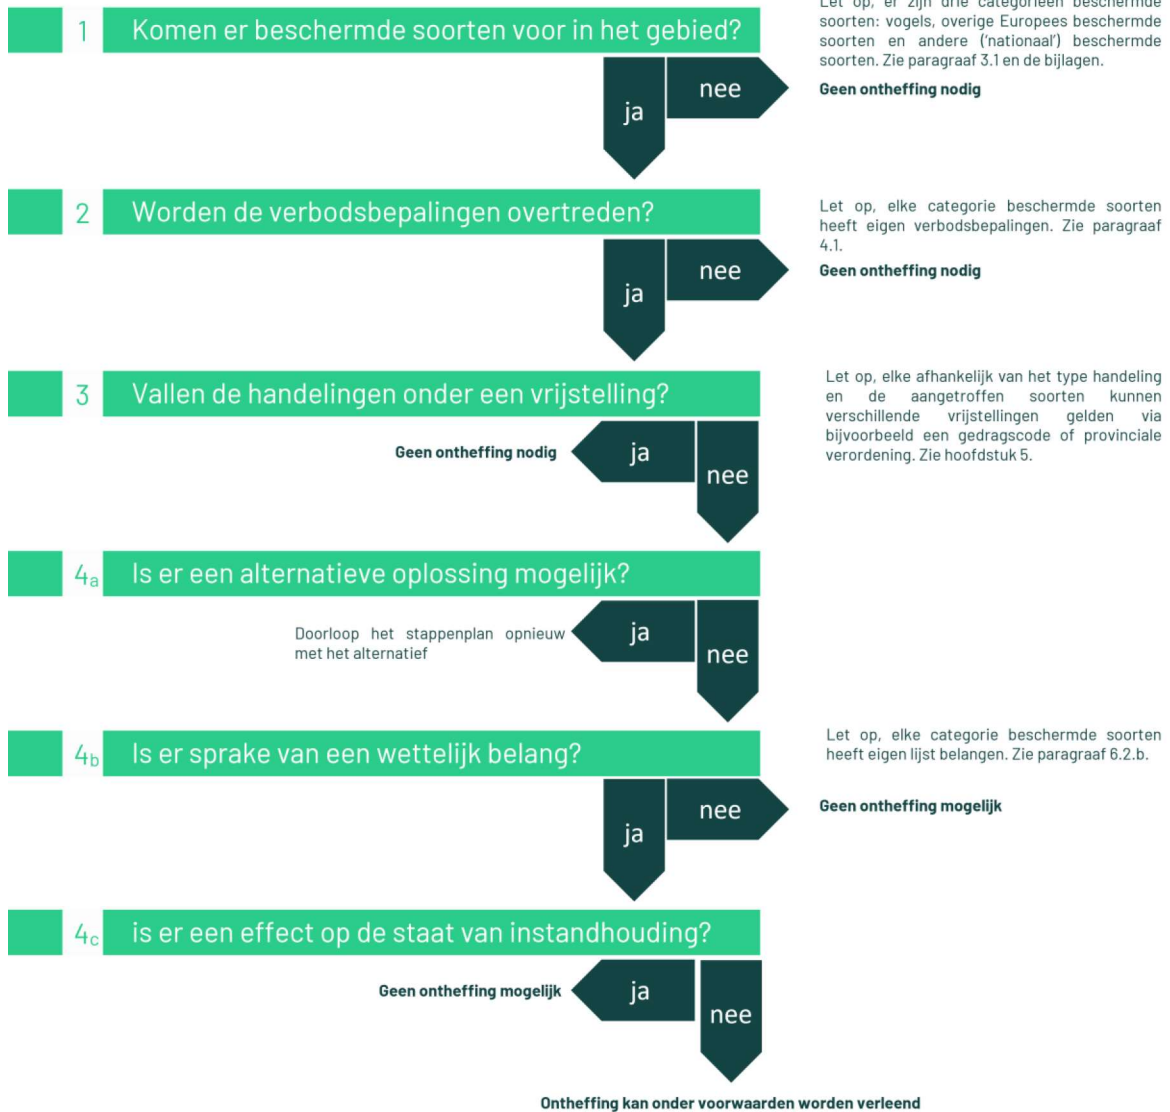 Let op, er zijn drie categorieën beschermde
soorten: vogels, overige Europees beschermde
soorten en andere ('nationaal') beschermde
soorten. Zie paragraaf 3.1 en de bijlagen.
1 Komen er beschermde soorten voor in het gebied?
nee
Geen ontheffing nodig
ja
2 Worden de verbodsbepalingen overtreden?
Let op, elke categorie beschermde soorten
heeft eigen verbodsbepalingen. Zie paragraaf
4.1.
nee
Geen ontheffing nodig
ja
3 Vallen de handelingen onder een vrijstelling?
Let op, elke afhankelijk van het type handeling
en de aangetroffen soorten kunnen
verschillende vrijstellingen gelden via
bijvoorbeeld een gedragscode of provinciale
verordening. Zie hoofdstuk 5.
Geen ontheffing nodig
ja
nee
4a Is er een alternatieve oplossing mogelijk?
Doorloop het stappenplan opnieuw
met het alternatief
ja
nee
4b Is er sprake van een wettelijk belang?
Let op, elke categorie beschermde soorten
heeft eigen lijst belangen. Zie paragraaf 6.2.b.
nee
Geen ontheffing mogelijk
ja
4c is er een effect op de staat van instandhouding?
Geen ontheffing mogelijk
ja
nee
Ontheffing kan onder voorwaarden worden verleend